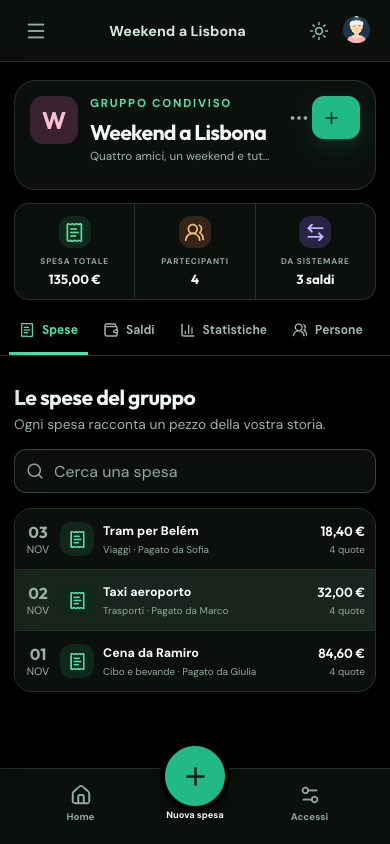 Weekend a Lisbona
W
GRUPPO CONDIVISO
Weekend a Lisbona
Quattro amici, un weekend e tut…
SPESA TOTALE
135,00 €
PARTECIPANTI
4
DA SISTEMARE
3 saldi
Spese
Saldi
Statistiche
Persone
Le spese del gruppo
Ogni spesa racconta un pezzo della vostra storia.
Cerca una spesa
03
NOV
Tram per Belém
Viaggi · Pagato da Sofia
18,40 €
4 quote
02
NOV
Taxi aeroporto
Trasporti · Pagato da Marco
32,00 €
4 quote
01
NOV
Cena da Ramiro
Cibo e bevande · Pagato da Giulia
84,60 €
4 quote
Home
Nuova spesa
Accessi